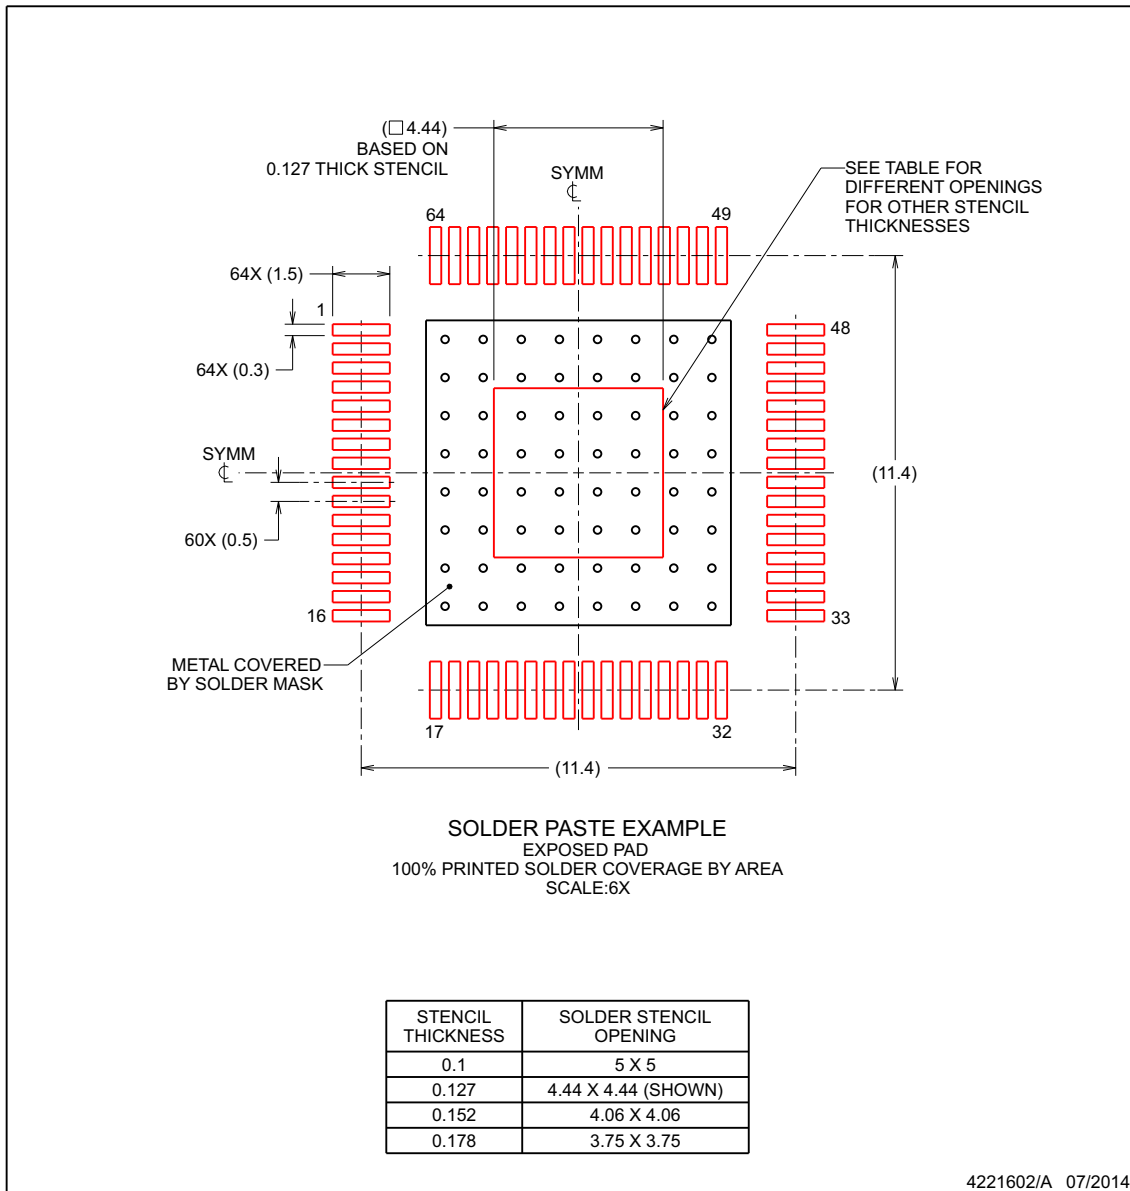 (□4.44)
BASED ON
0.127 THICK STENCIL
SYMM
℄
SEE TABLE FOR
DIFFERENT OPENINGS
FOR OTHER STENCIL
THICKNESSES
64
49
64X (1.5)
1
48
64X (0.3)
SYMM
℄
(11.4)
60X (0.5)
16
33
METAL COVERED
BY SOLDER MASK
17
32
(11.4)
SOLDER PASTE EXAMPLE
EXPOSED PAD
100% PRINTED SOLDER COVERAGE BY AREA
SCALE:6X
STENCIL THICKNESS
SOLDER STENCIL OPENING
0.1
5 X 5
0.127
4.44 X 4.44 (SHOWN)
0.152
4.06 X 4.06
0.178
3.75 X 3.75
4221602/A 07/2014